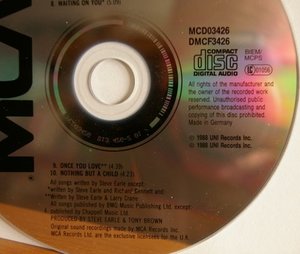 8. WAITING ON YOU* (5.09)
MCA
MCD03426
DMCF3426
COMPACT
disc
DIGITAL AUDIO
BIEM/
MCPS
All rights of the manufacturer and
the owner of the recorded work
reserved. Unauthorised public
performance broadcasting and
copying of this disc prohibited.
Made in Germany
℗ 1988 UNI Records Inc.
© 1988 UNI Records Inc.
9. ONCE YOU LOVE** (4.39)
10. NOTHING BUT A CHILD (4.23)
All songs written by Steve Earle except:
*written by Steve Earle and Richard Bennett and
**Written by Steve Earle & Larry Crane
All songs published by BMG Music Publishing Ltd. except:
published by Chappell Music Ltd.
PRODUCED BY STEVE EARLE & TONY BROWN
Original sound recordings made by MCA Records Inc.
MCA Records Ltd. are the exclusive licensees for the U.K.